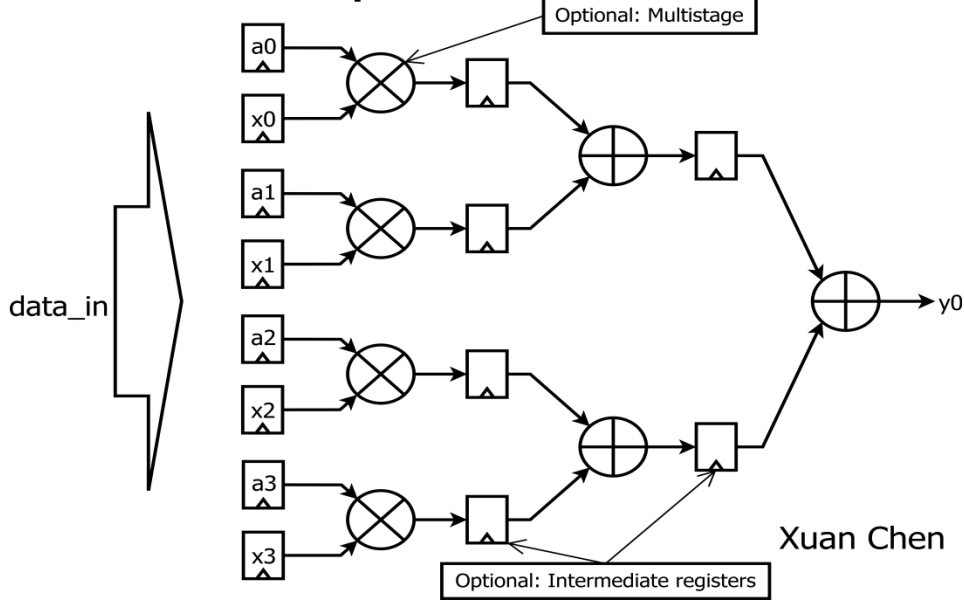 Optional: Multistage
a0
x0
a1
x1
data_in
y0
a2
x2
a3
x3
Xuan Chen
Optional: Intermediate registers